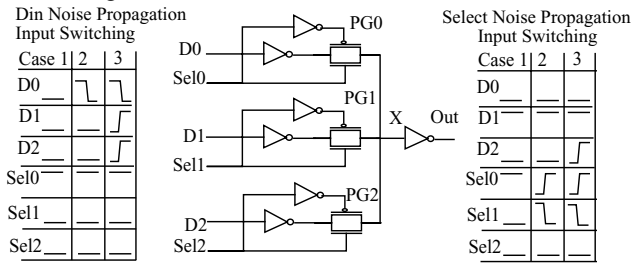 Din Noise Propagation
Input Switching
Case 1 2 3
D0
D1
D2
Sel0
Sel1
Sel2
PG0
D0
Sel0
PG1
X Out
D1
Sel1
PG2
D2
Sel2
Select Noise Propagation
Input Switching
Case 1 2 3
D0
D1
D2
Sel0
Sel1
Sel2